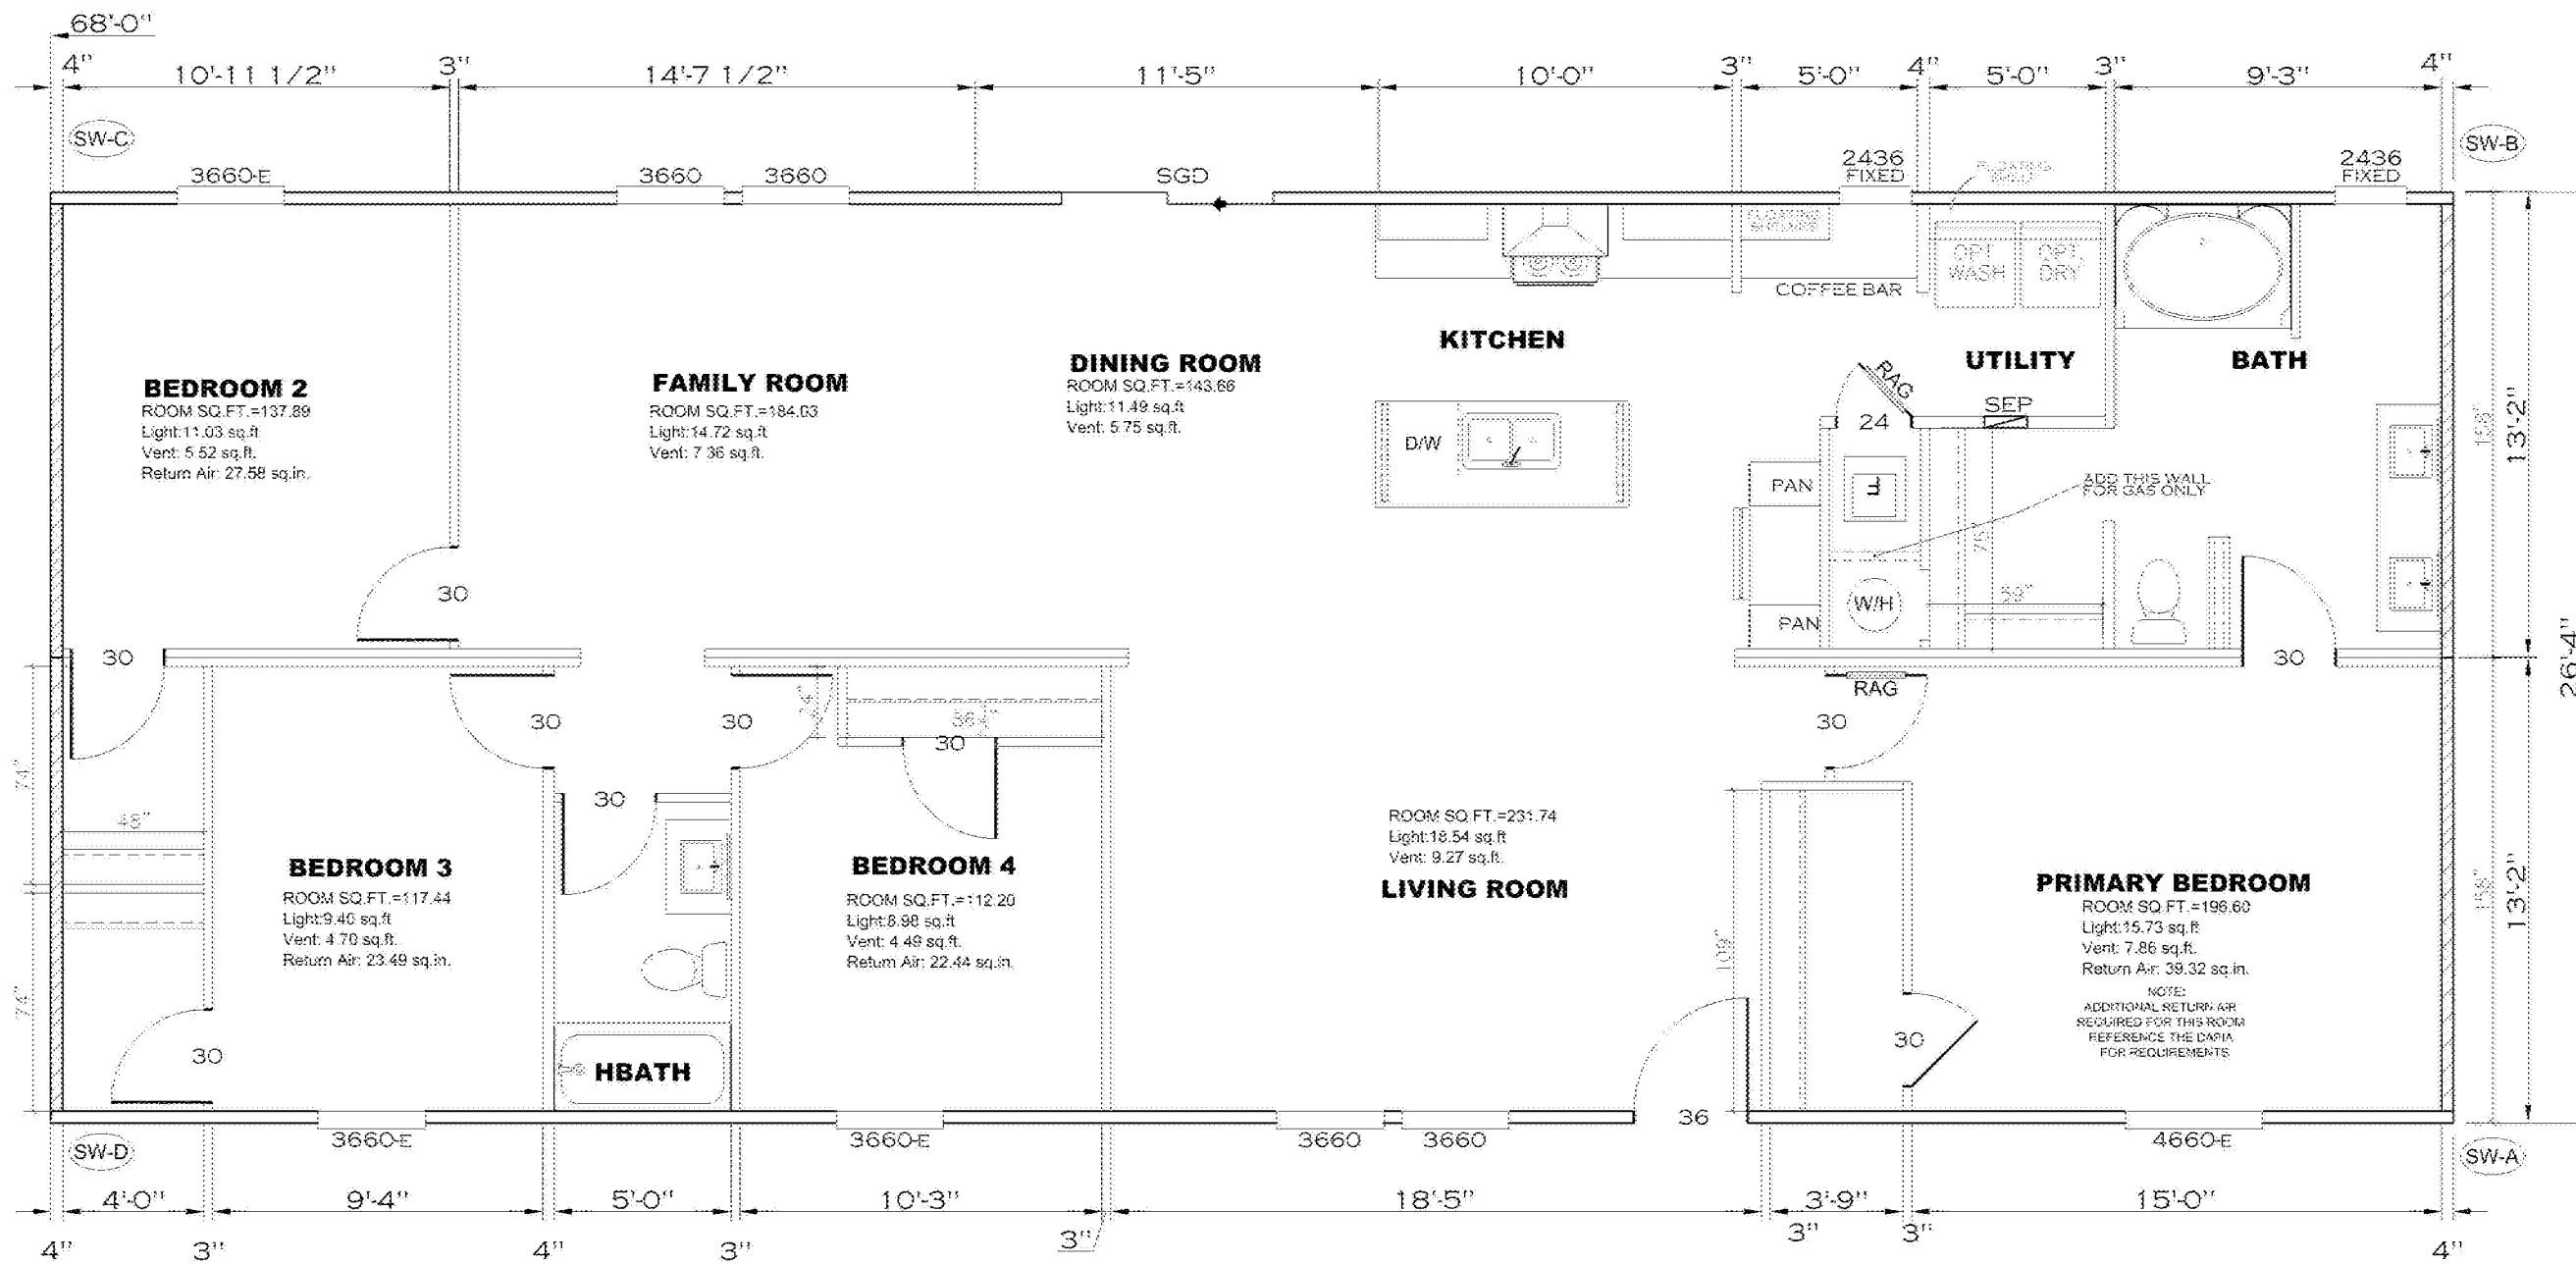 68'-0"
4" 10'-11 1/2" 3" 14'-7 1/2" 11'-5" 10'-0" 3" 5'-0" 4" 5'-0" 3" 9'-3" 4"
SW-C
SW-B
3660-E
3660
3660
SGD
2436
FIXED
2436
FIXED
OPT.
WASH
OPT.
DRY
COFFEE BAR
KITCHEN
UTILITY
BATH
BEDROOM 2
ROOM SQ.FT.=137.89
Light:11.03 sq.ft
Vent: 5.52 sq.ft.
Return Air: 27.58 sq.in.
FAMILY ROOM
ROOM SQ.FT.=184.03
Light:14.72 sq.ft
Vent: 7.36 sq.ft.
DINING ROOM
ROOM SQ.FT.=143.66
Light:11.49 sq.ft
Vent: 5.75 sq.ft.
RAG
24
SEP
D/W
PAN
F
ADD THIS WALL
FOR GAS ONLY
75"
158"
13'-2"
30
W/H
59"
PAN
30
30
26'-4"
RAG
30
30
30
30
24"
30
74"
48"
30
BEDROOM 3
ROOM SQ.FT.=117.44
Light:9.40 sq.ft
Vent: 4.70 sq.ft.
Return Air: 23.49 sq.in.
BEDROOM 4
ROOM SQ.FT.=112.20
Light:8.98 sq.ft
Vent: 4.49 sq.ft.
Return Air: 22.44 sq.in.
ROOM SQ.FT.=231.74
Light:18.54 sq.ft
Vent: 9.27 sq.ft.
LIVING ROOM
PRIMARY BEDROOM
ROOM SQ.FT.=196.60
Light:15.73 sq.ft
Vent: 7.86 sq.ft.
Return Air: 39.32 sq.in.
NOTE:
ADDITIONAL RETURN AIR
REQUIRED FOR THIS ROOM
REFERENCE THE DAPIA
FOR REQUIREMENTS
109"
158"
13'-2"
74"
30
HBATH
30
36
3660-E
3660-E
3660
3660
4660-E
SW-D
SW-A
4'-0" 9'-4" 5'-0" 10'-3" 18'-5" 3'-9" 15'-0"
4" 3" 4" 3" 3" 3" 3" 4"